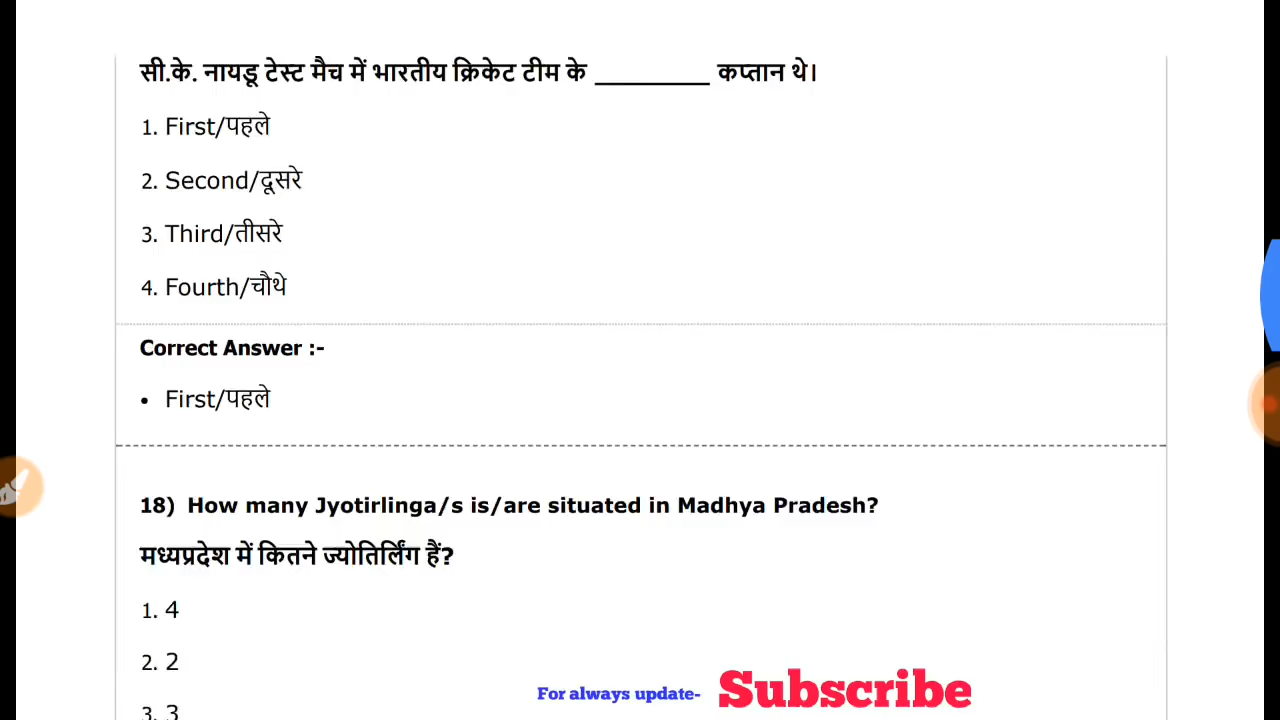 सी.के. नायडू टेस्ट मैच में भारतीय क्रिकेट टीम के ________ कप्तान थे।
1. First/पहले
2. Second/दूसरे
3. Third/तीसरे
4. Fourth/चौथे
Correct Answer :-
• First/पहले
18) How many Jyotirlinga/s is/are situated in Madhya Pradesh?
मध्यप्रदेश में कितने ज्योतिर्लिंग हैं?
1. 4
2. 2
3. 3
For always update- Subscribe